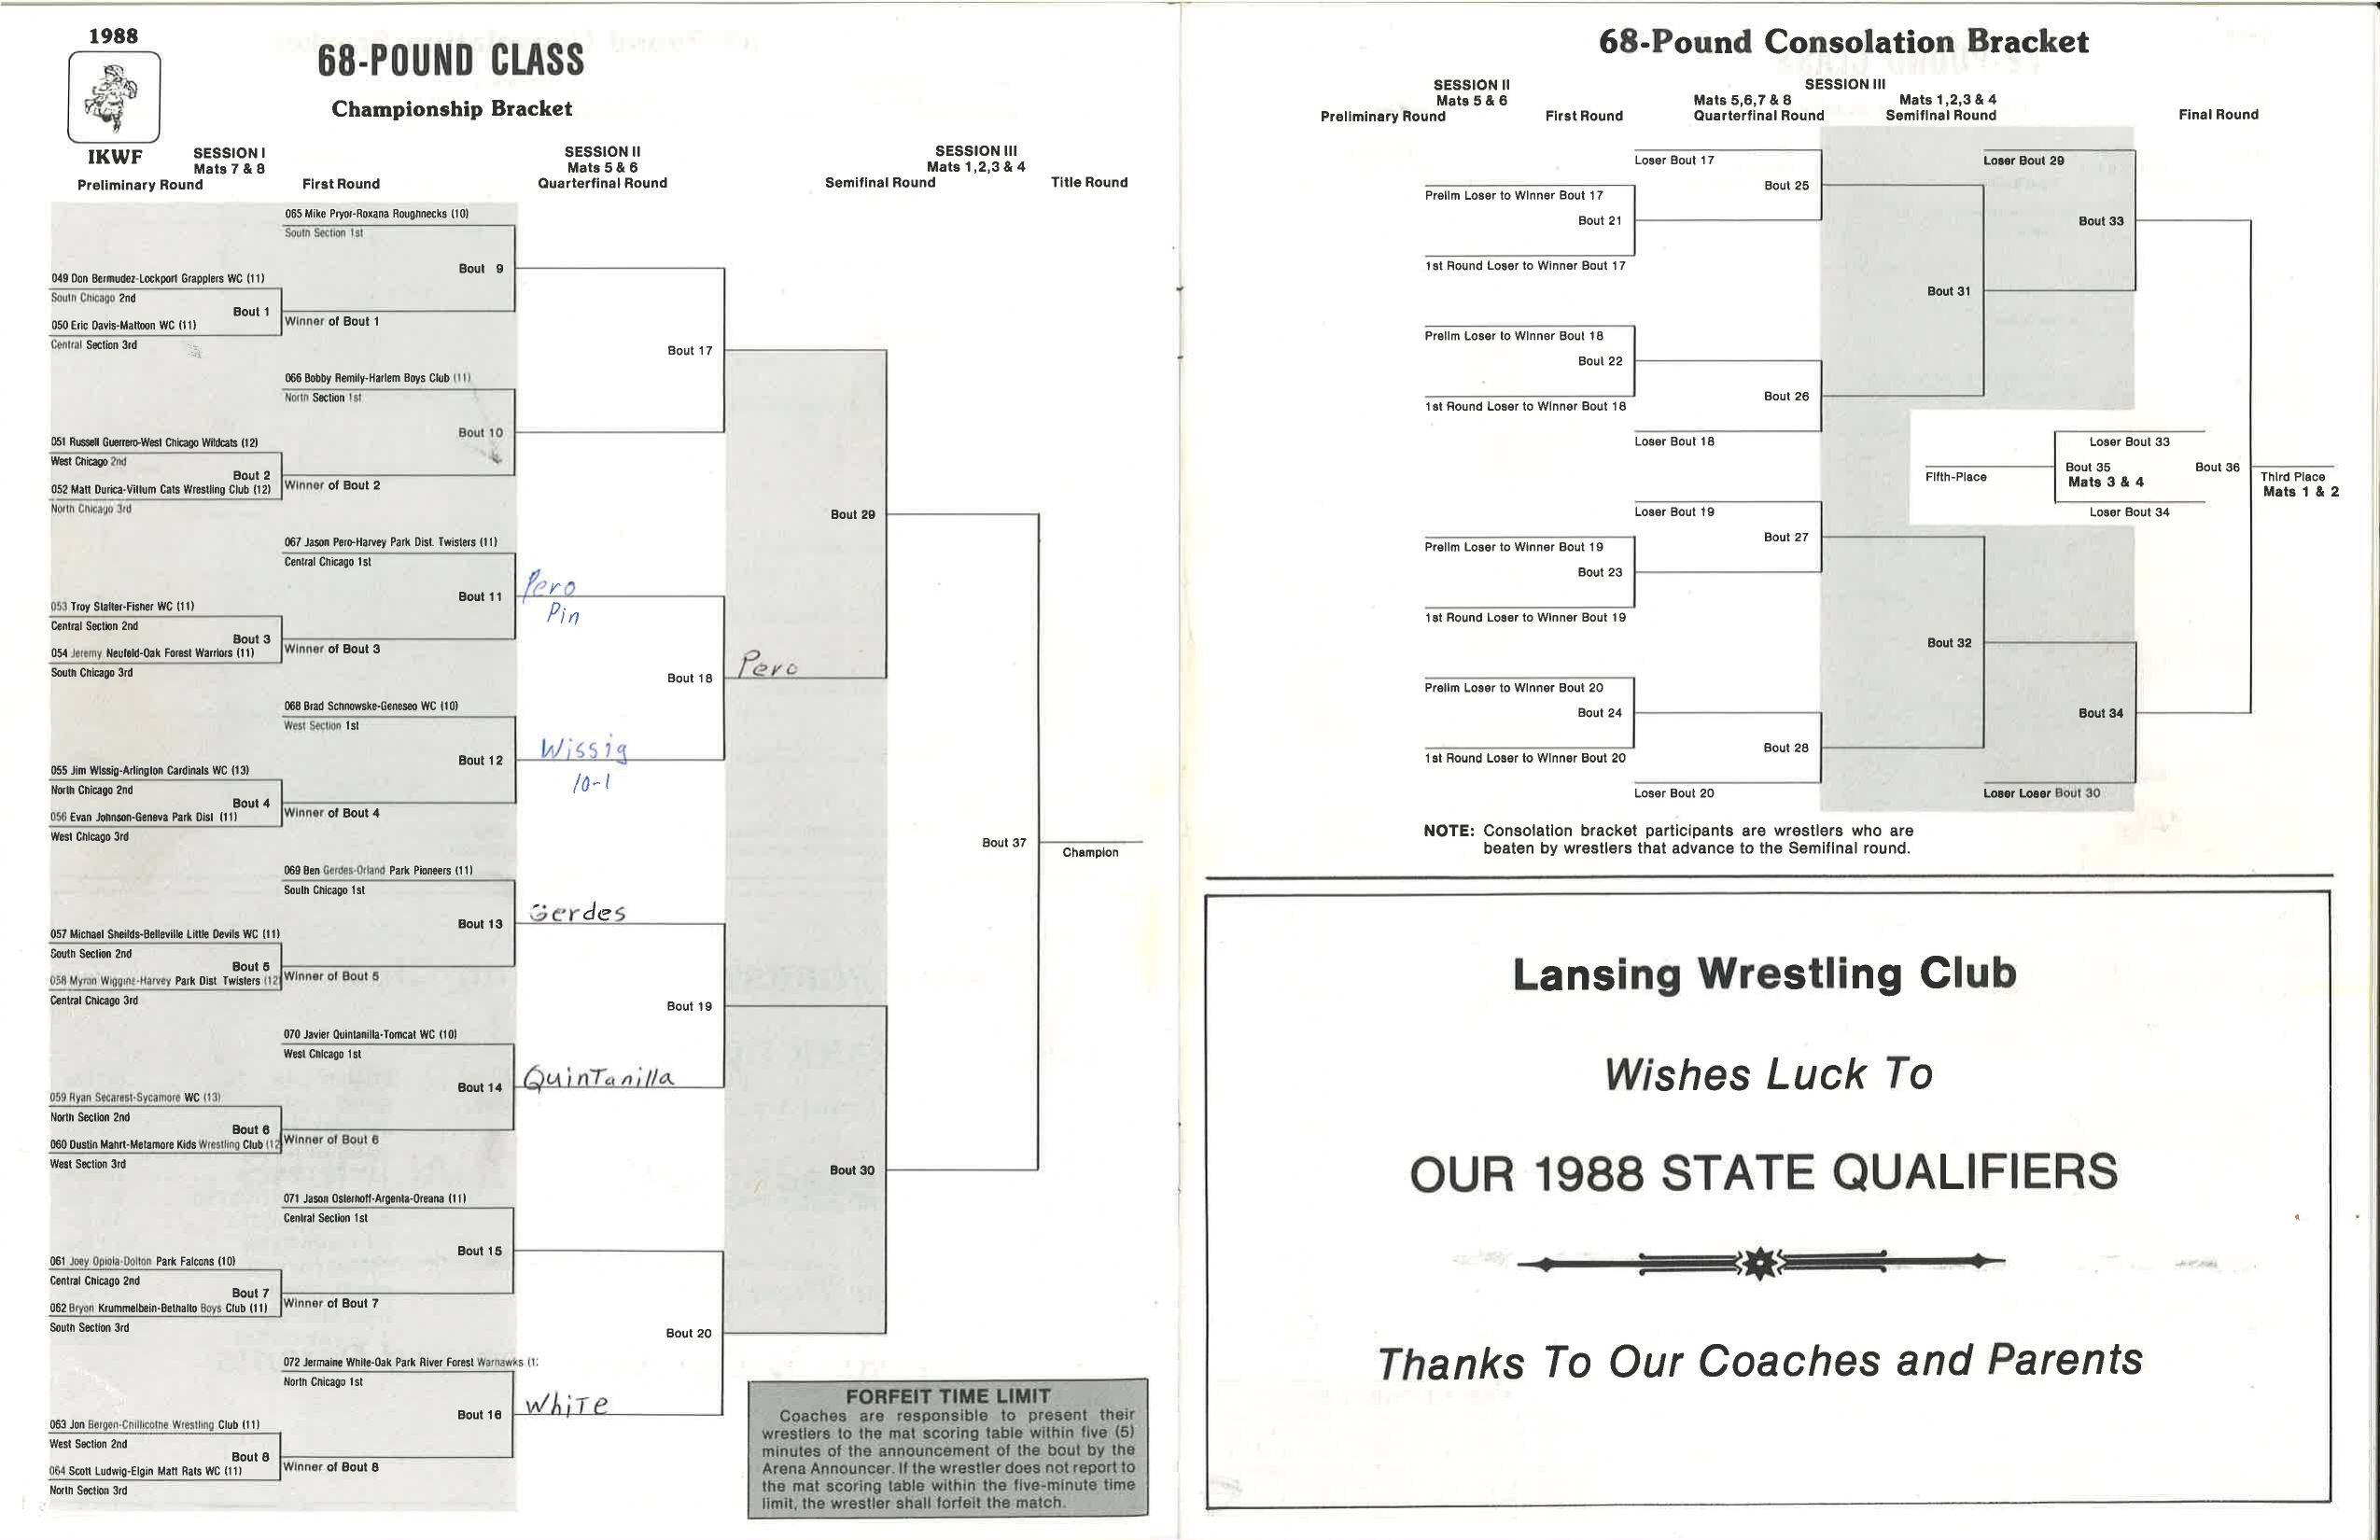 1988
IKWF
68-POUND CLASS
Championship Bracket
SESSION I
Mats 7 & 8
Preliminary Round
First Round
SESSION II
Mats 5 & 6
Quarterfinal Round
SESSION III
Mats 1,2,3 & 4
Semifinal Round
Title Round
065 Mike Pryor-Roxana Roughnecks (10)
South Section 1st
Bout 9
049 Don Bermudez-Lockport Grapplers WC (11)
South Chicago 2nd
Bout 1
050 Eric Davis-Mattoon WC (11)
Winner of Bout 1
Central Section 3rd
Bout 17
066 Bobby Remily-Harlem Boys Club (11)
North Section 1st
Bout 10
051 Russell Guerrero-West Chicago Wildcats (12)
West Chicago 2nd
Bout 2
052 Matt Durica-Villum Cats Wrestling Club (12)
Winner of Bout 2
North Chicago 3rd
Bout 29
067 Jason Pero-Harvey Park Dist. Twisters (11)
Central Chicago 1st
Bout 11
Pero
Pin
053 Troy Stalter-Fisher WC (11)
Central Section 2nd
Bout 3
054 Jeremy Neufeld-Oak Forest Warriors (11)
Winner of Bout 3
South Chicago 3rd
Bout 18
Pero
068 Brad Schnowske-Geneseo WC (10)
West Section 1st
Bout 12
Wissig
10-1
055 Jim Wissig-Arlington Cardinals WC (13)
North Chicago 2nd
Bout 4
056 Evan Johnson-Geneva Park Dist (11)
Winner of Bout 4
West Chicago 3rd
Bout 37
Champion
069 Ben Gerdes-Orland Park Pioneers (11)
South Chicago 1st
Bout 13
Gerdes
057 Michael Sheilds-Belleville Little Devils WC (11)
South Section 2nd
Bout 5
058 Myron Wiggins-Harvey Park Dist. Twisters (12
Winner of Bout 5
Central Chicago 3rd
Bout 19
070 Javier Quintanilla-Tomcat WC (10)
West Chicago 1st
Bout 14
QuinTanilla
059 Ryan Secarest-Sycamore WC (13)
North Section 2nd
Bout 6
060 Dustin Mahrt-Metamore Kids Wrestling Club (12
Winner of Bout 6
West Section 3rd
Bout 30
071 Jason Osterhoff-Argenta-Oreana (11)
Central Section 1st
Bout 15
061 Joey Opiola-Dolton Park Falcons (10)
Central Chicago 2nd
Bout 7
062 Bryon Krummelbein-Bethalto Boys Club (11)
Winner of Bout 7
South Section 3rd
Bout 20
072 Jermaine White-Oak Park River Forest Warhawks (1
North Chicago 1st
Bout 16
WhiTe
063 Jon Bergen-Chillicothe Wrestling Club (11)
West Section 2nd
Bout 8
064 Scott Ludwig-Elgin Matt Rats WC (11)
Winner of Bout 8
North Section 3rd
FORFEIT TIME LIMIT
Coaches are responsible to present their
wrestlers to the mat scoring table within five (5)
minutes of the announcement of the bout by the
Arena Announcer. If the wrestler does not report to
the mat scoring table within the five-minute time
limit, the wrestler shall forfeit the match.
68-Pound Consolation Bracket
SESSION II
Mats 5 & 6
Preliminary Round
First Round
SESSION III
Mats 5,6,7 & 8
Quarterfinal Round
Mats 1,2,3 & 4
Semifinal Round
Final Round
Loser Bout 17
Bout 25
Loser Bout 29
Prelim Loser to Winner Bout 17
Bout 21
Bout 33
1st Round Loser to Winner Bout 17
Bout 31
Prelim Loser to Winner Bout 18
Bout 22
Bout 26
1st Round Loser to Winner Bout 18
Loser Bout 18
Loser Bout 33
Fifth-Place
Bout 35
Mats 3 & 4
Bout 36
Third Place
Mats 1 & 2
Loser Bout 19
Loser Bout 34
Bout 27
Prelim Loser to Winner Bout 19
Bout 23
1st Round Loser to Winner Bout 19
Bout 32
Prelim Loser to Winner Bout 20
Bout 24
Bout 34
Bout 28
1st Round Loser to Winner Bout 20
Loser Bout 20
Loser Loser Bout 30
NOTE: Consolation bracket participants are wrestlers who are
beaten by wrestlers that advance to the Semifinal round.
Lansing Wrestling Club
Wishes Luck To
OUR 1988 STATE QUALIFIERS
Thanks To Our Coaches and Parents